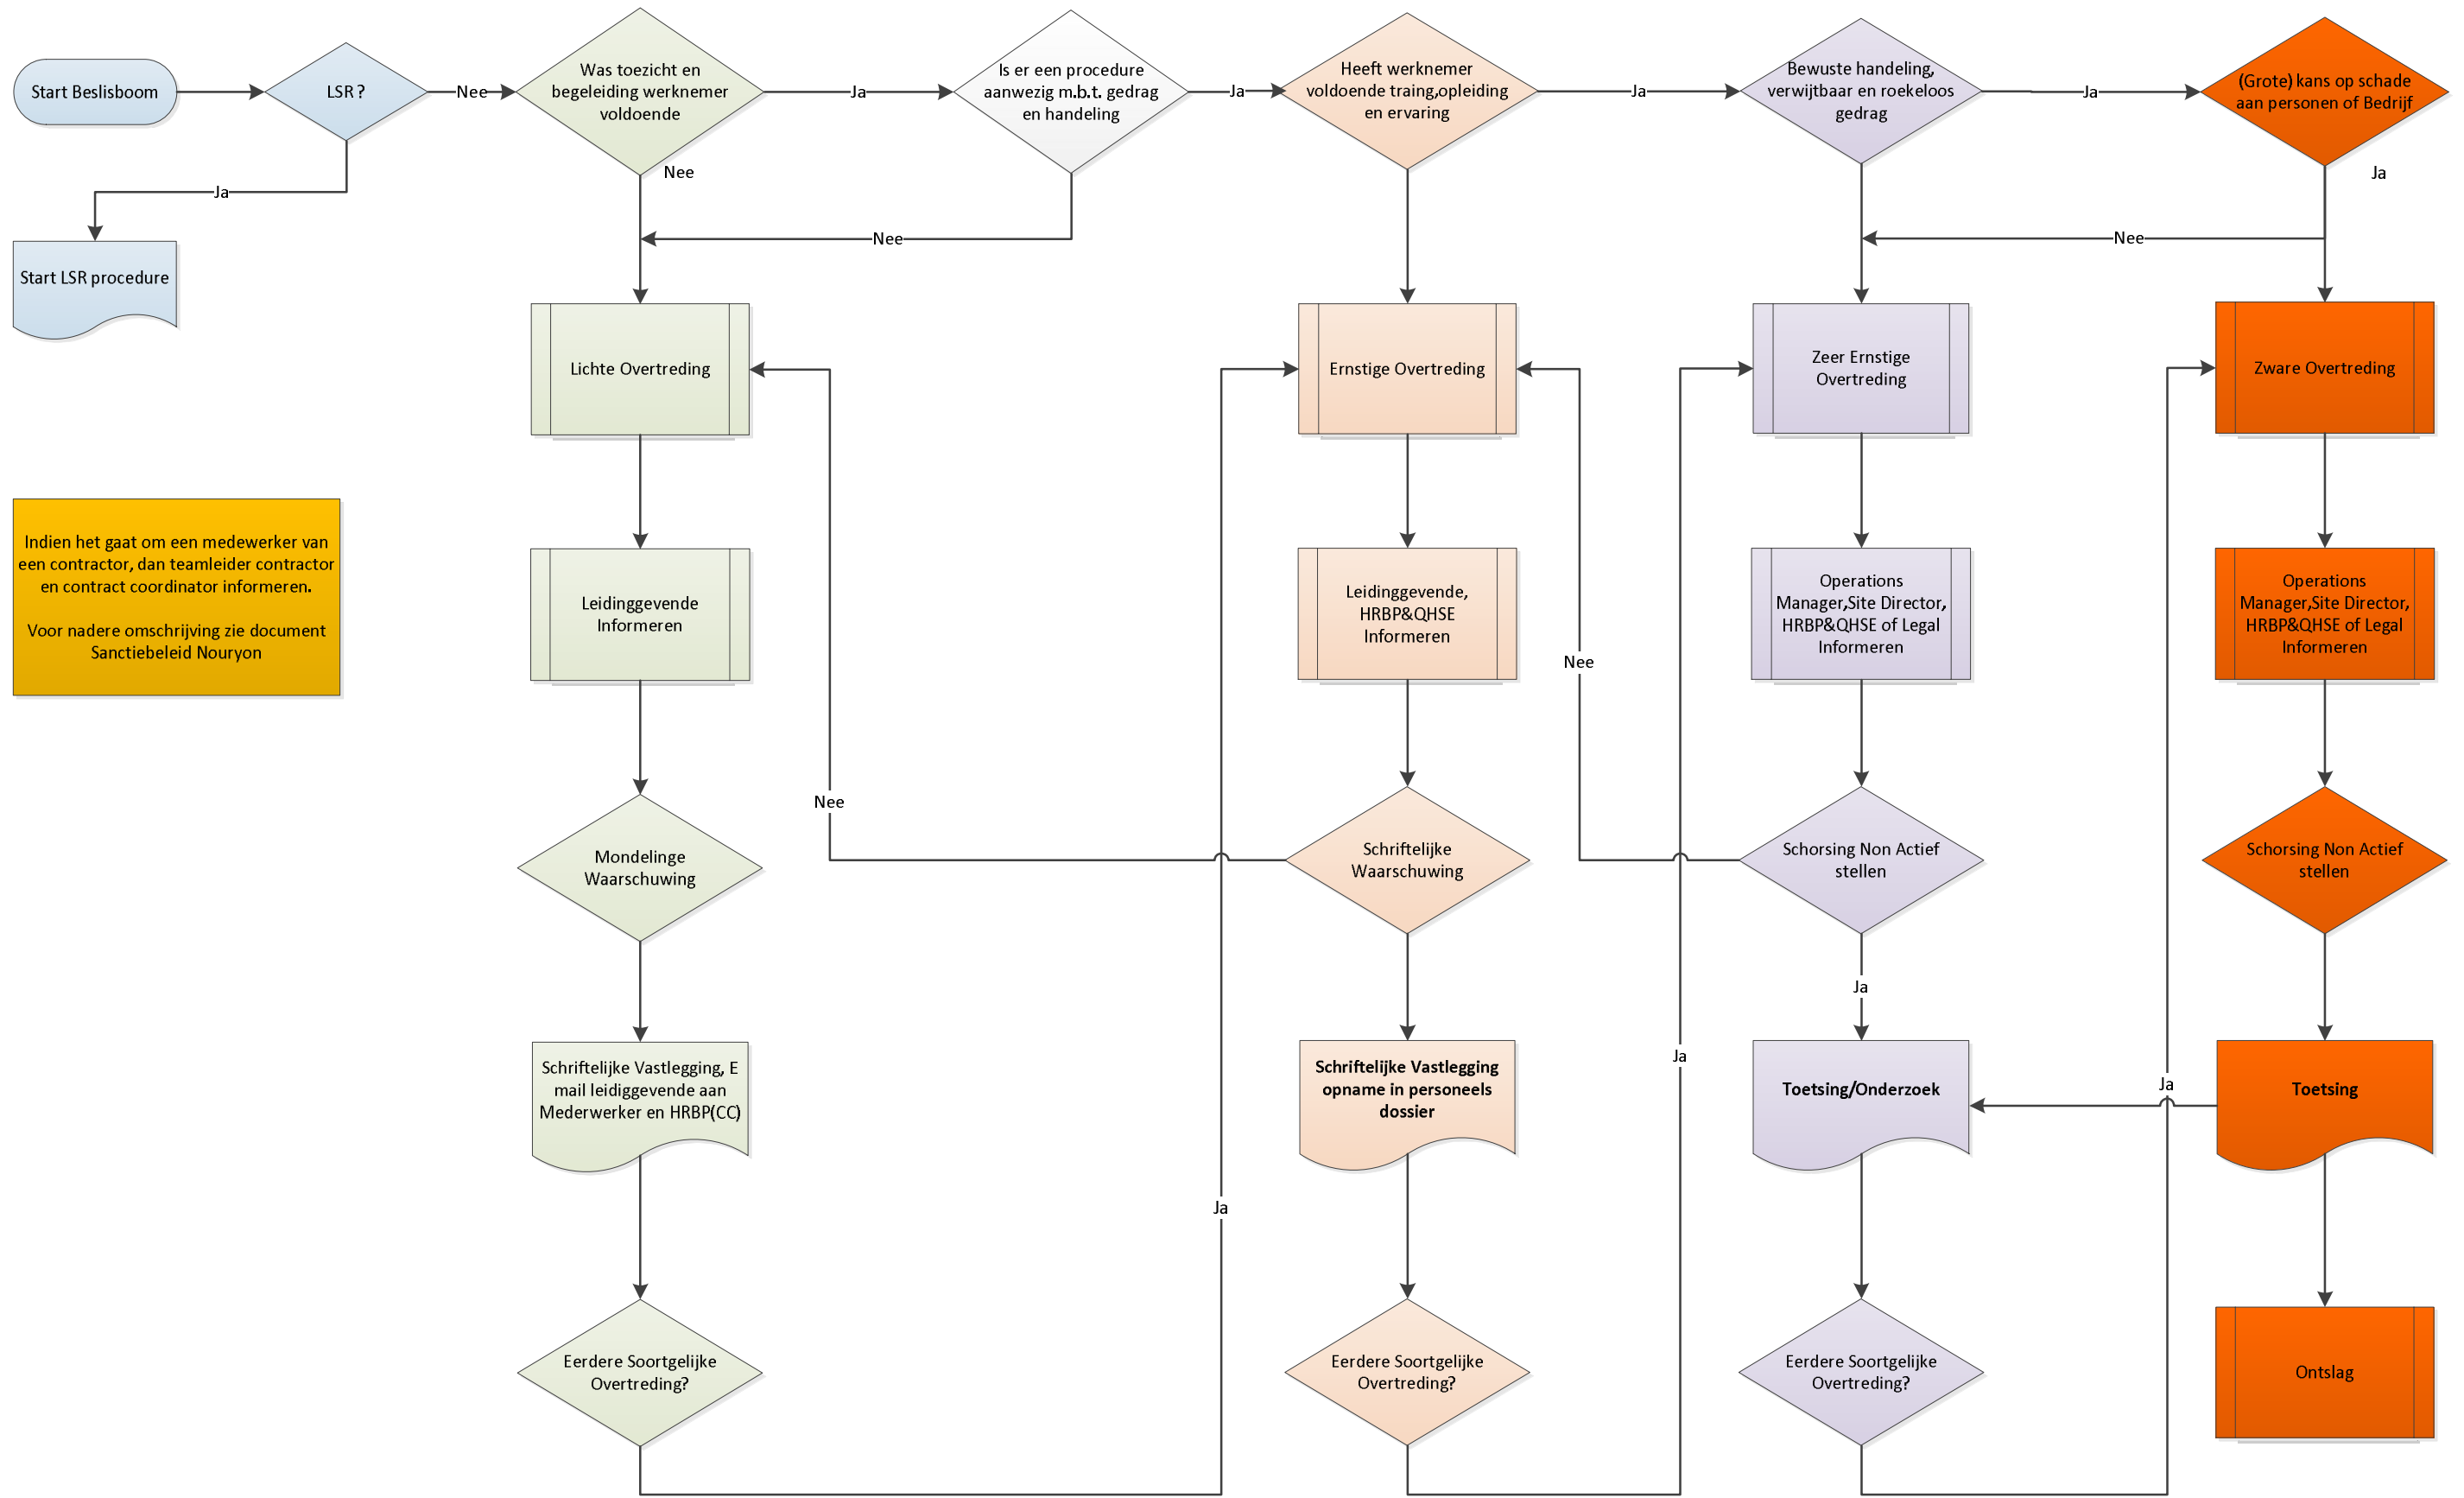 Start Beslisboom
LSR ?
Nee
Was toezicht en
begeleiding werknemer
voldoende
Ja
Is er een procedure
aanwezig m.b.t. gedrag
en handeling
Ja
Heeft werknemer
voldoende traing,opleiding
en ervaring
Ja
Bewuste handeling,
verwijtbaar en roekeloos
gedrag
Ja
(Grote) kans op schade
aan personen of Bedrijf
Ja
Nee
Ja
Nee
Nee
Start LSR procedure
Lichte Overtreding
Ernstige Overtreding
Zeer Ernstige
Overtreding
Zware Overtreding
Indien het gaat om een medewerker van
een contractor, dan teamleider contractor
en contract coordinator informeren.
Voor nadere omschrijving zie document
Sanctiebeleid Nouryon
Leidinggevende
Informeren
Leidinggevende,
HRBP&QHSE
Informeren
Operations
Manager,Site Director,
HRBP&QHSE of Legal
Informeren
Operations
Manager,Site Director,
HRBP&QHSE of Legal
Informeren
Nee
Nee
Mondelinge
Waarschuwing
Schriftelijke
Waarschuwing
Schorsing Non Actief
stellen
Schorsing Non Actief
stellen
Ja
Schriftelijke Vastlegging, E
mail leidiggevende aan
Mederwerker en HRBP(CC)
Schriftelijke Vastlegging
opname in personeels
dossier
Ja
Toetsing/Onderzoek
Ja
Toetsing
Ja
Eerdere Soortgelijke
Overtreding?
Eerdere Soortgelijke
Overtreding?
Eerdere Soortgelijke
Overtreding?
Ontslag